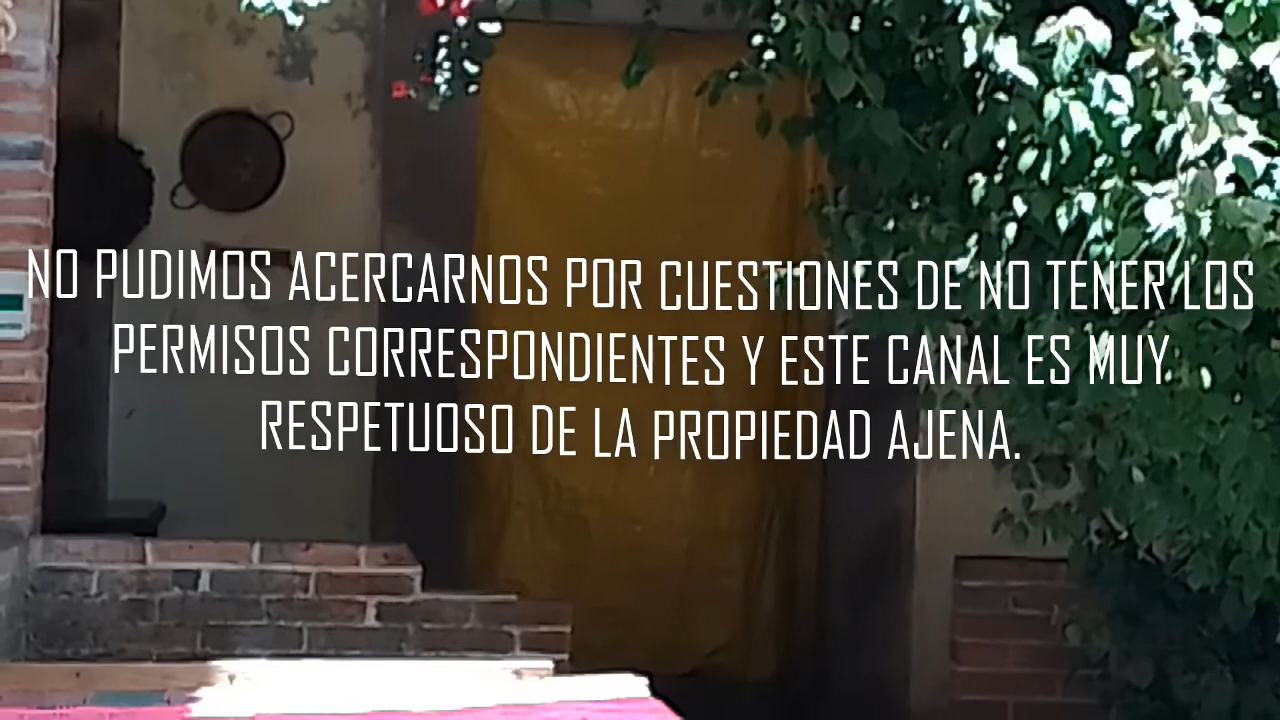 NO PUDIMOS ACERCARNOS POR CUESTIONES DE NO TENER LOS
PERMISOS CORRESPONDIENTES Y ESTE CANAL ES MUY
RESPETUOSO DE LA PROPIEDAD AJENA.